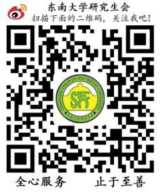 东南大学研究生会
扫描下面的二维码，关注我吧！
全心服务 止于至善